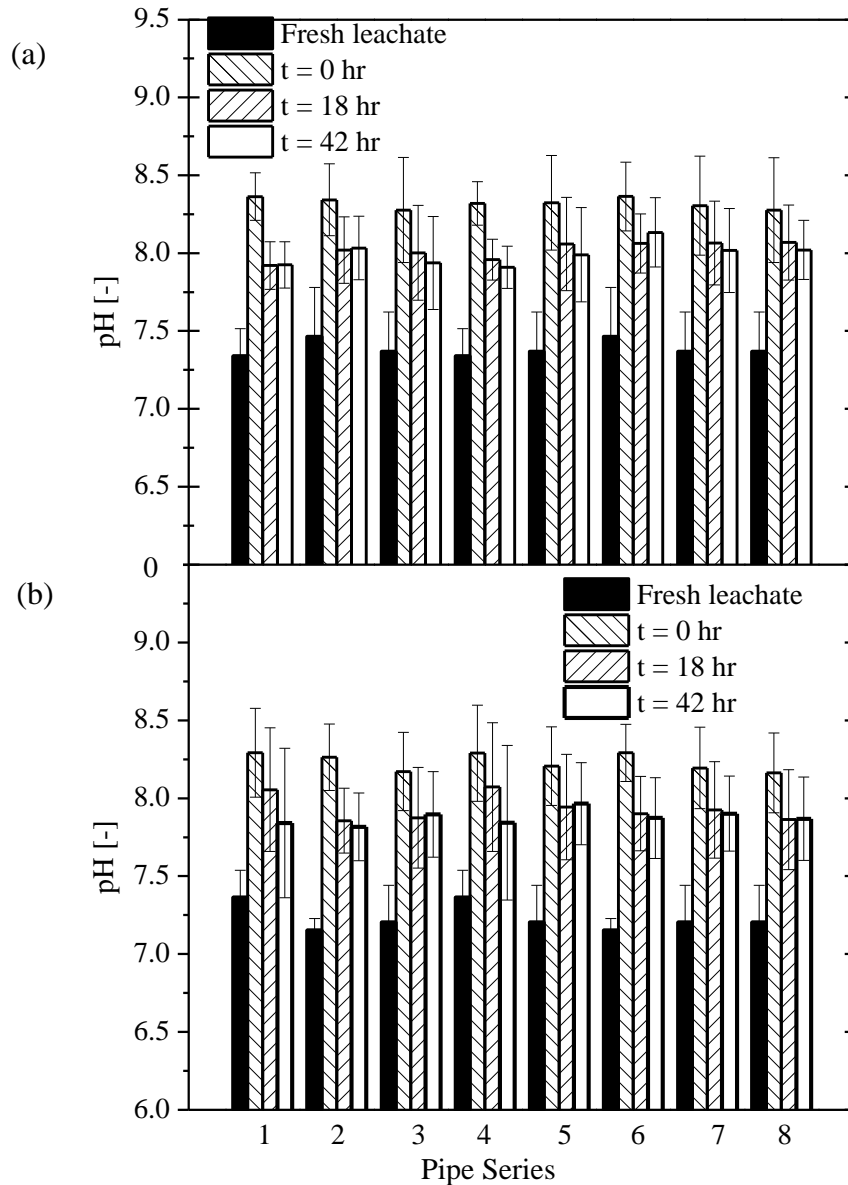 (a)
9.5
9.0
8.5
8.0
7.5
7.0
6.5
0
pH [-]
Fresh leachate
t = 0 hr
t = 18 hr
t = 42 hr
(b)
9.0
8.5
8.0
7.5
7.0
6.5
6.0
pH [-]
Fresh leachate
t = 0 hr
t = 18 hr
t = 42 hr
1 2 3 4 5 6 7 8
Pipe Series